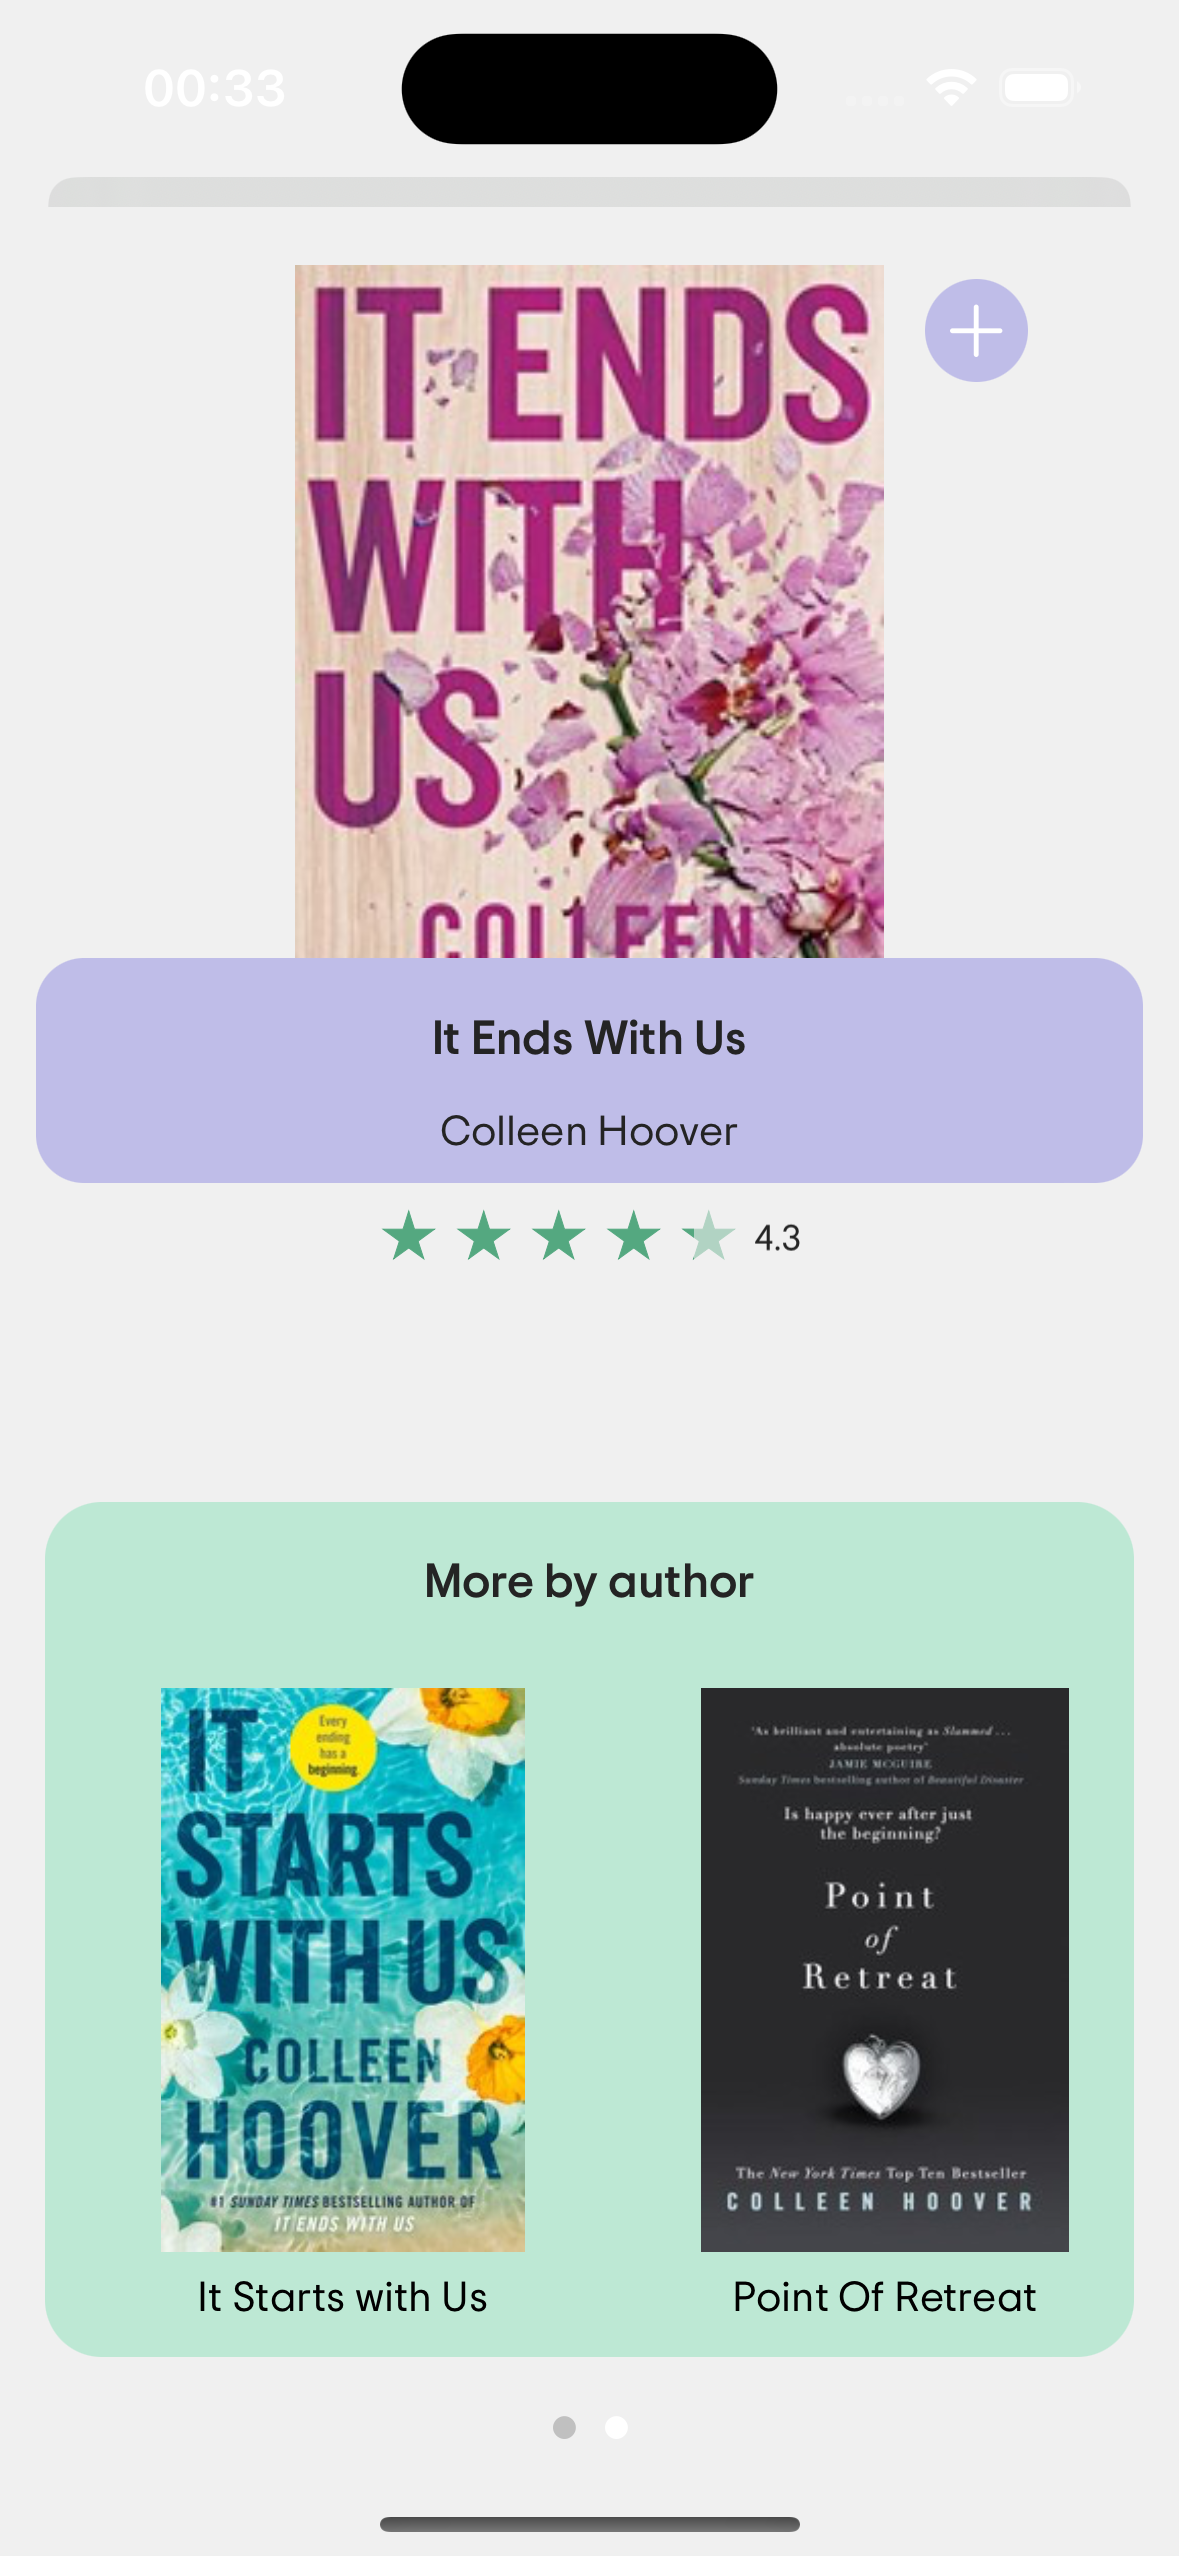 00:33
IT ENDS
WITH
US
COLLEEN
It Ends With Us
Colleen Hoover
4.3
More by author
IT
STARTS
WITH US
Every
ending
has a
beginning.
COLLEEN
HOOVER
#1 SUNDAY TIMES BESTSELLING AUTHOR OF
IT ENDS WITH US
It Starts with Us
'As brilliant and entertaining as Slammed ...
absolute poetry'
JAMIE MCGUIRE
Sunday Times bestselling author of Beautiful Disaster
Is happy ever after just
the beginning?
Point
of
Retreat
The New York Times Top Ten Bestseller
COLLEEN HOOVER
Point Of Retreat